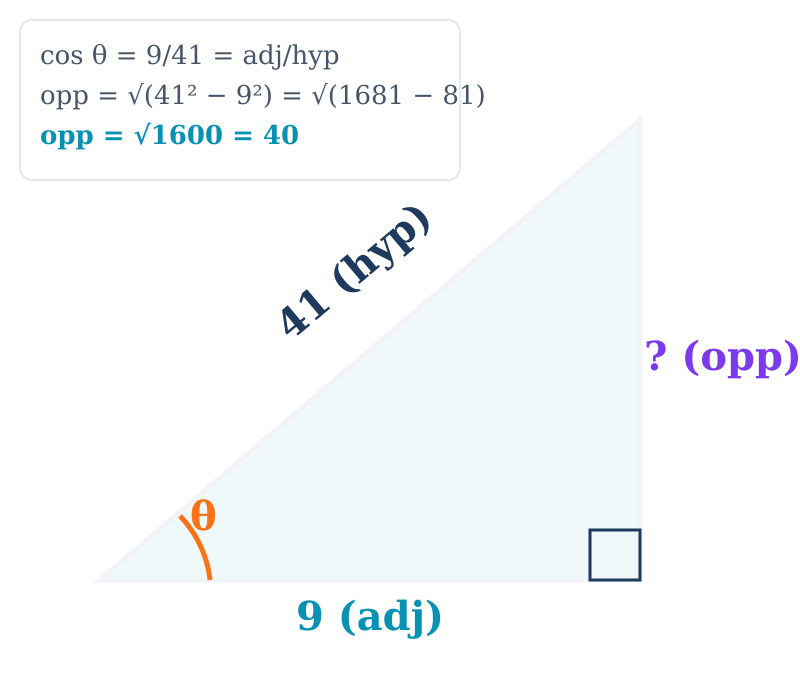 cos θ = 9/41 = adj/hyp
opp = √(41² − 9²) = √(1681 − 81)
opp = √1600 = 40
41 (hyp)
? (opp)
θ
9 (adj)